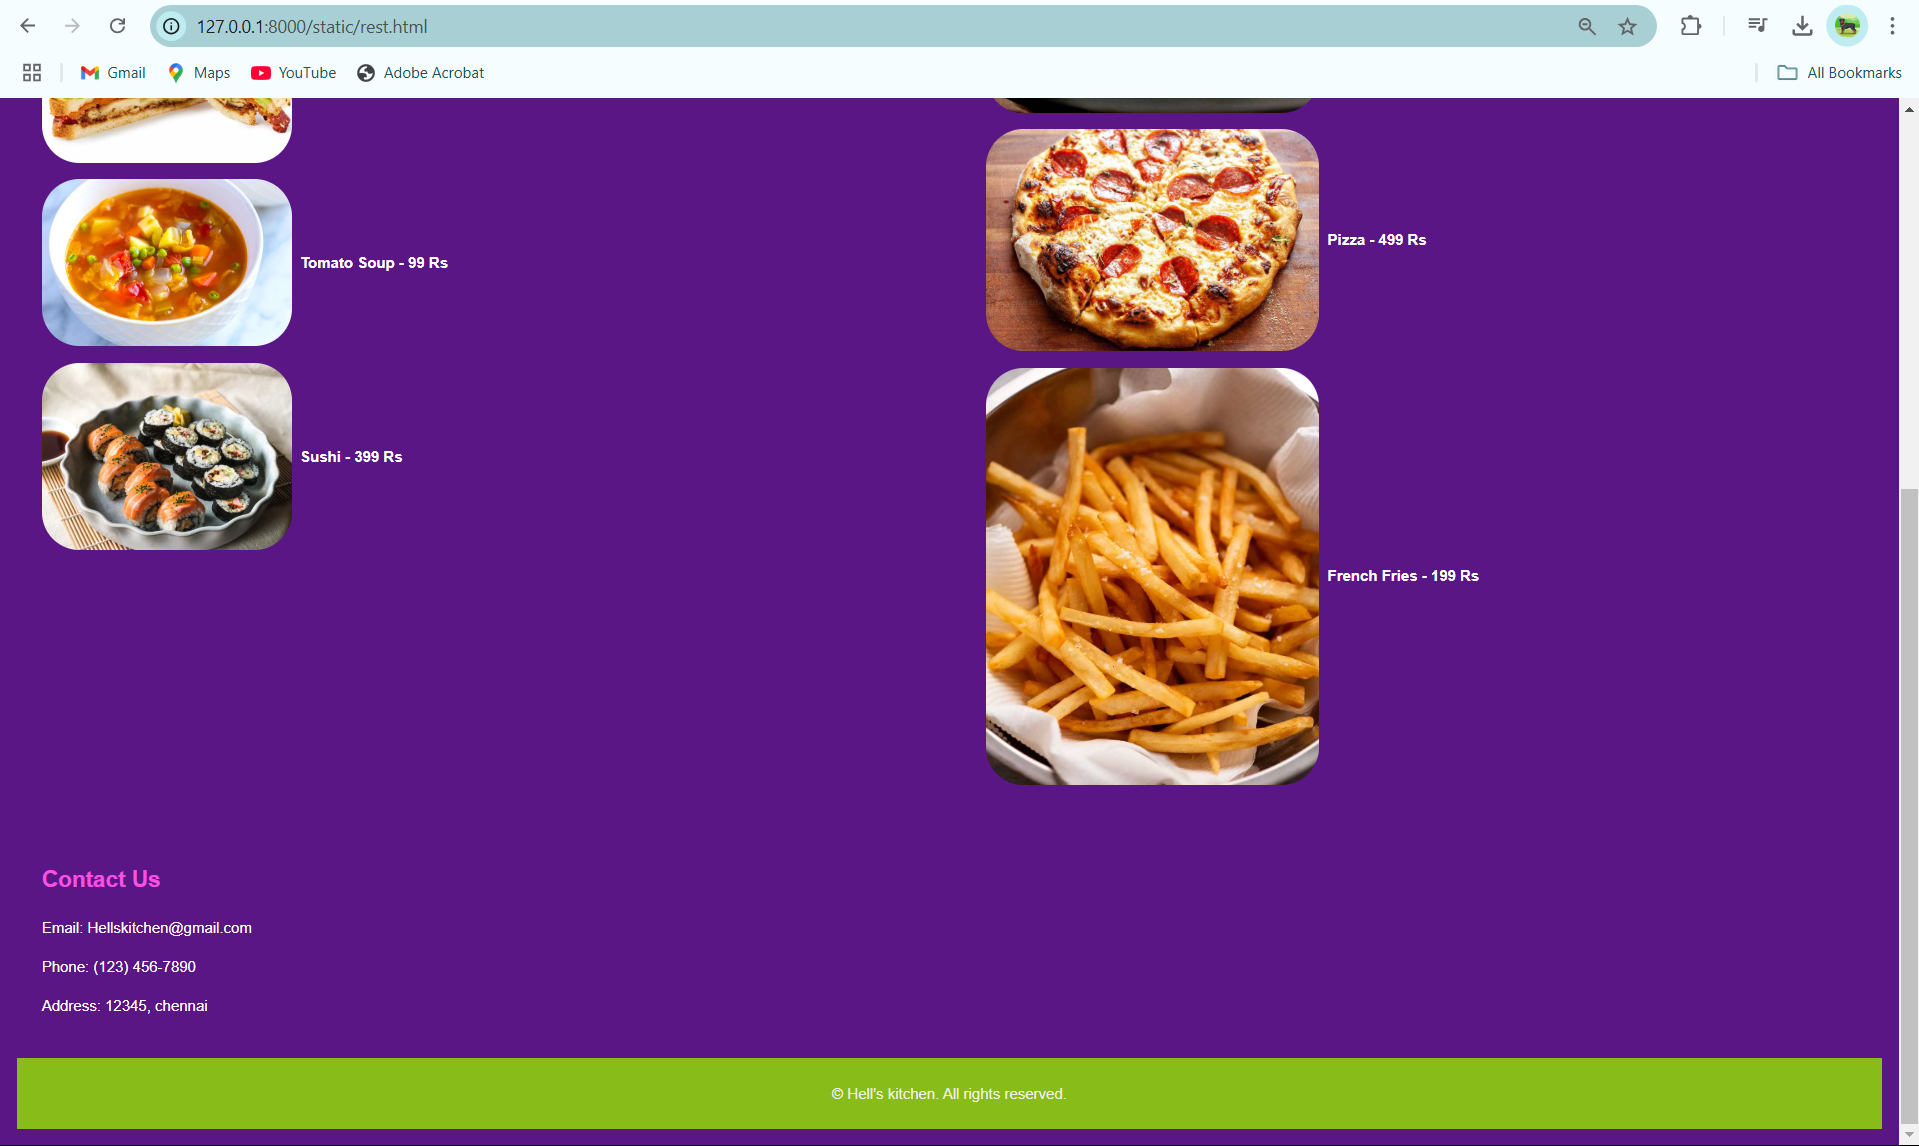 127.0.0.1:8000/static/rest.html
Gmail
Maps
YouTube
Adobe Acrobat
All Bookmarks
Tomato Soup - 99 Rs
Sushi - 399 Rs
Pizza - 499 Rs
French Fries - 199 Rs
Contact Us
Email: Hellskitchen@gmail.com
Phone: (123) 456-7890
Address: 12345, chennai
© Hell's kitchen. All rights reserved.